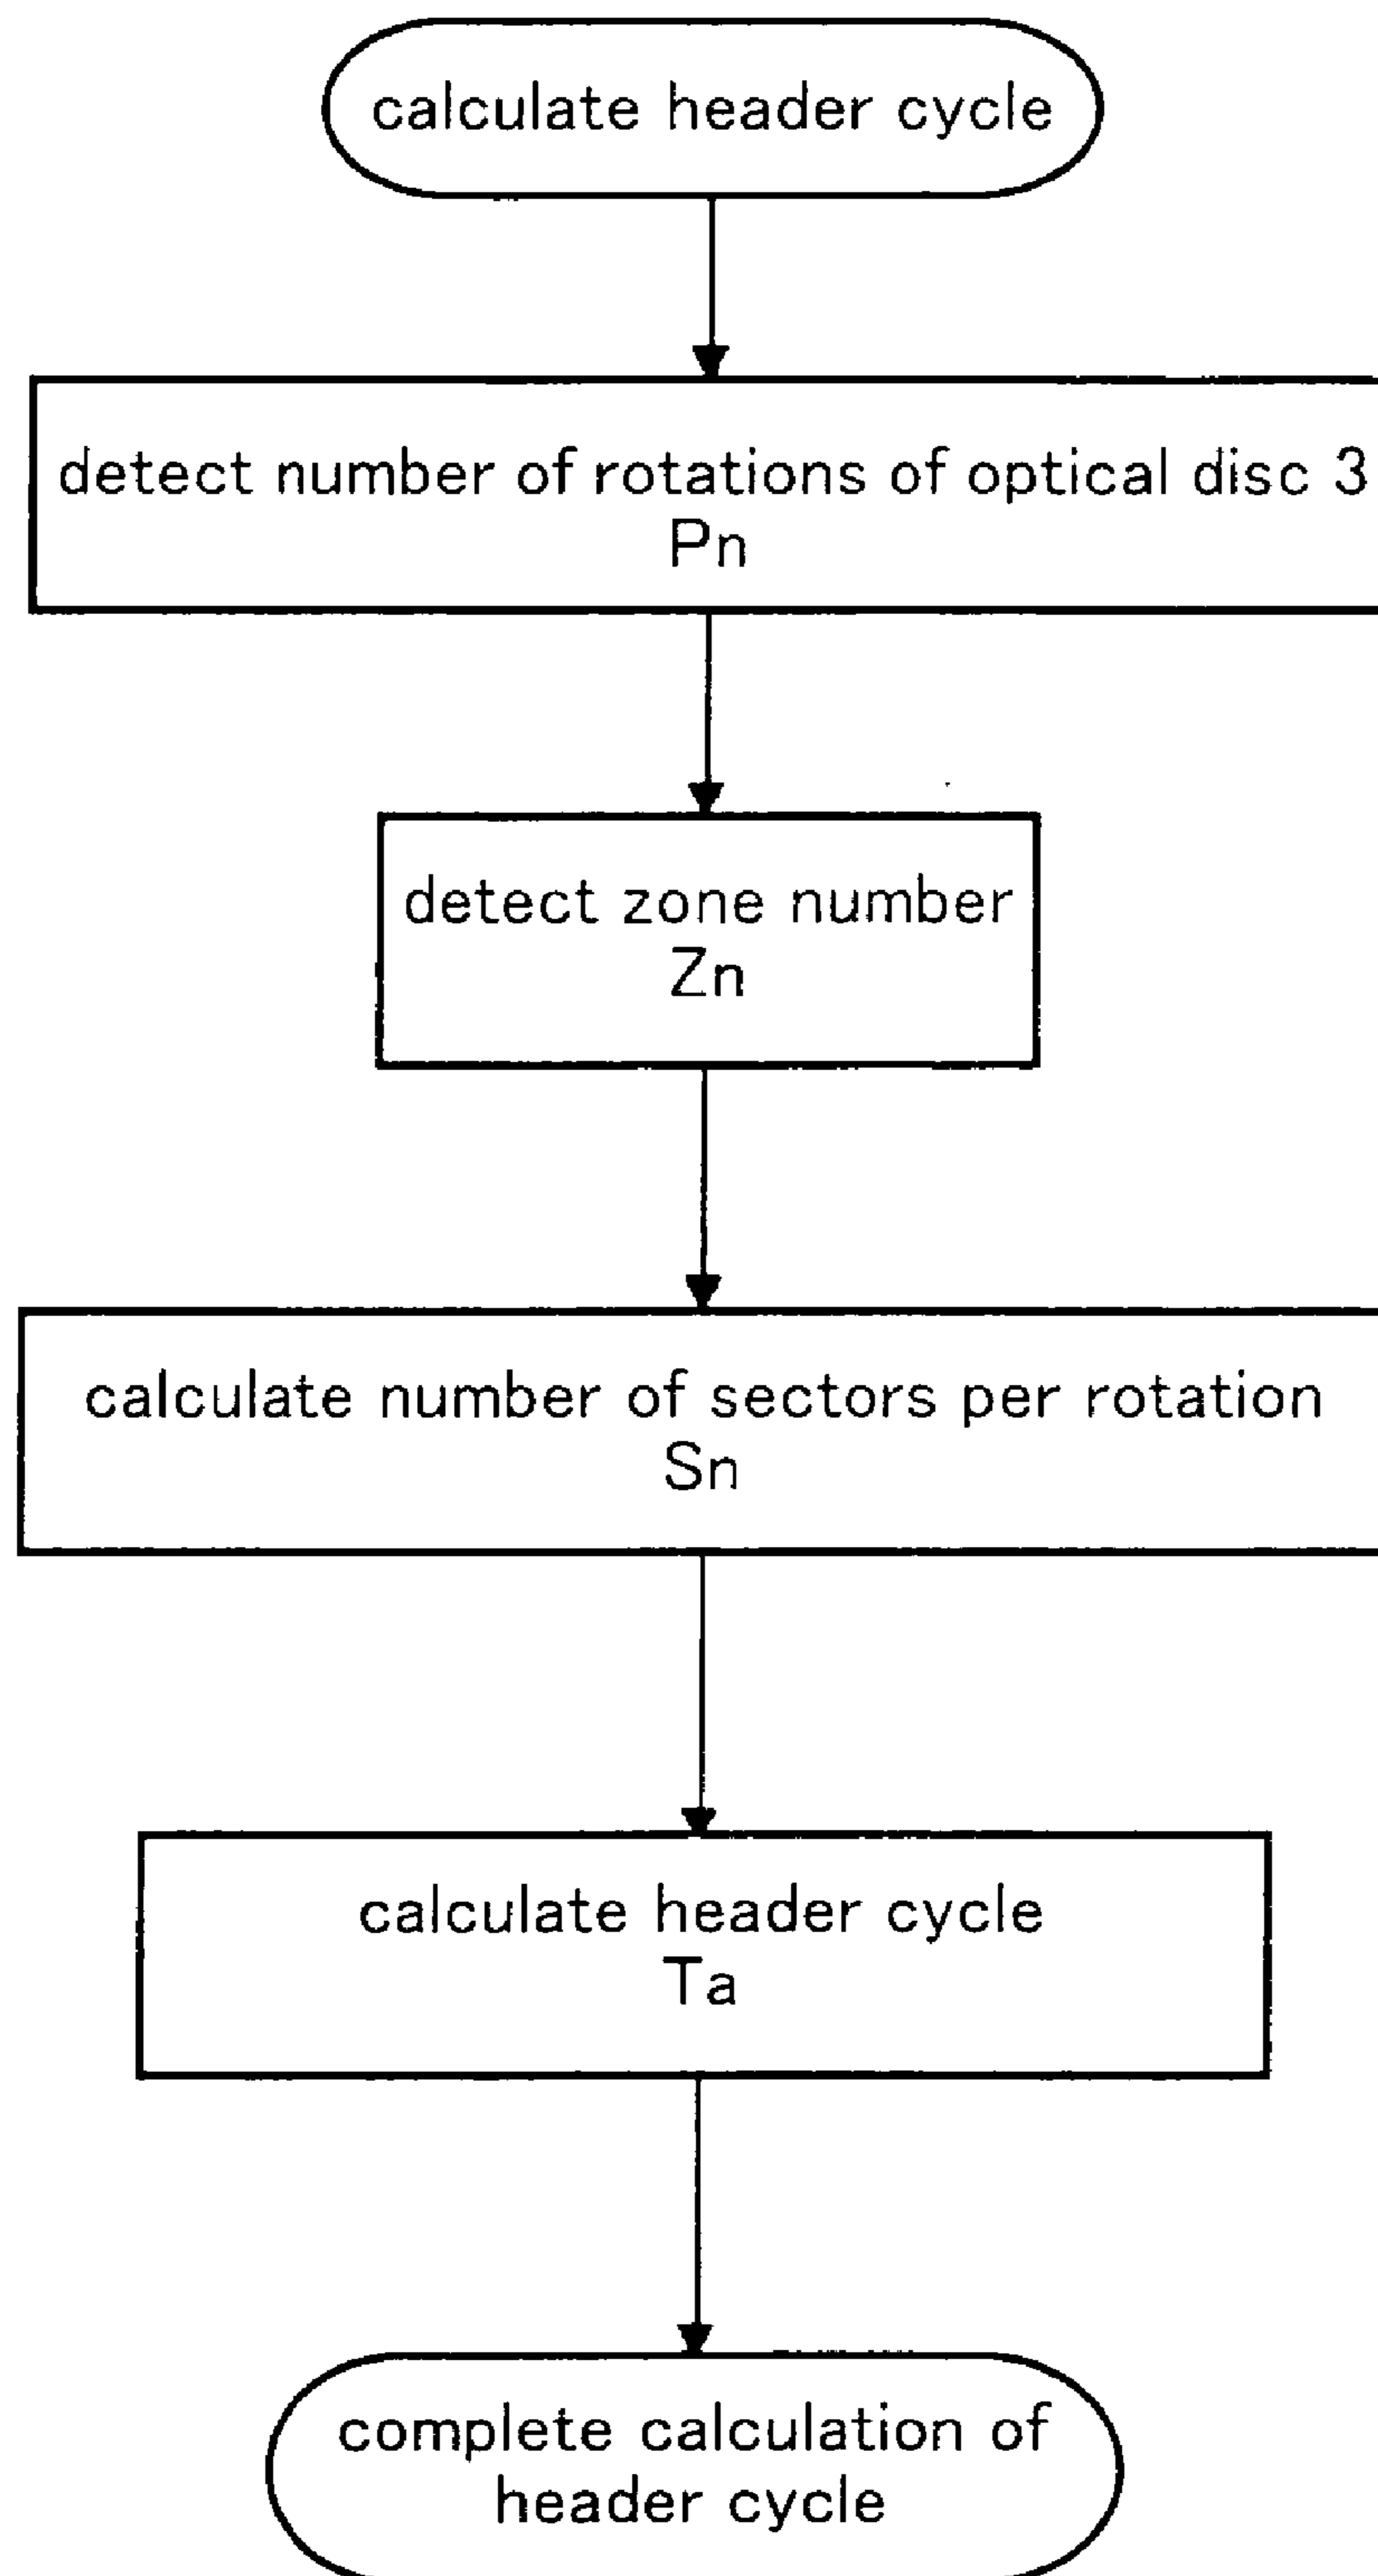 calculate header cycle
detect number of rotations of optical disc 3
Pn
detect zone number
Zn
calculate number of sectors per rotation
Sn
calculate header cycle
Ta
complete calculation of
header cycle